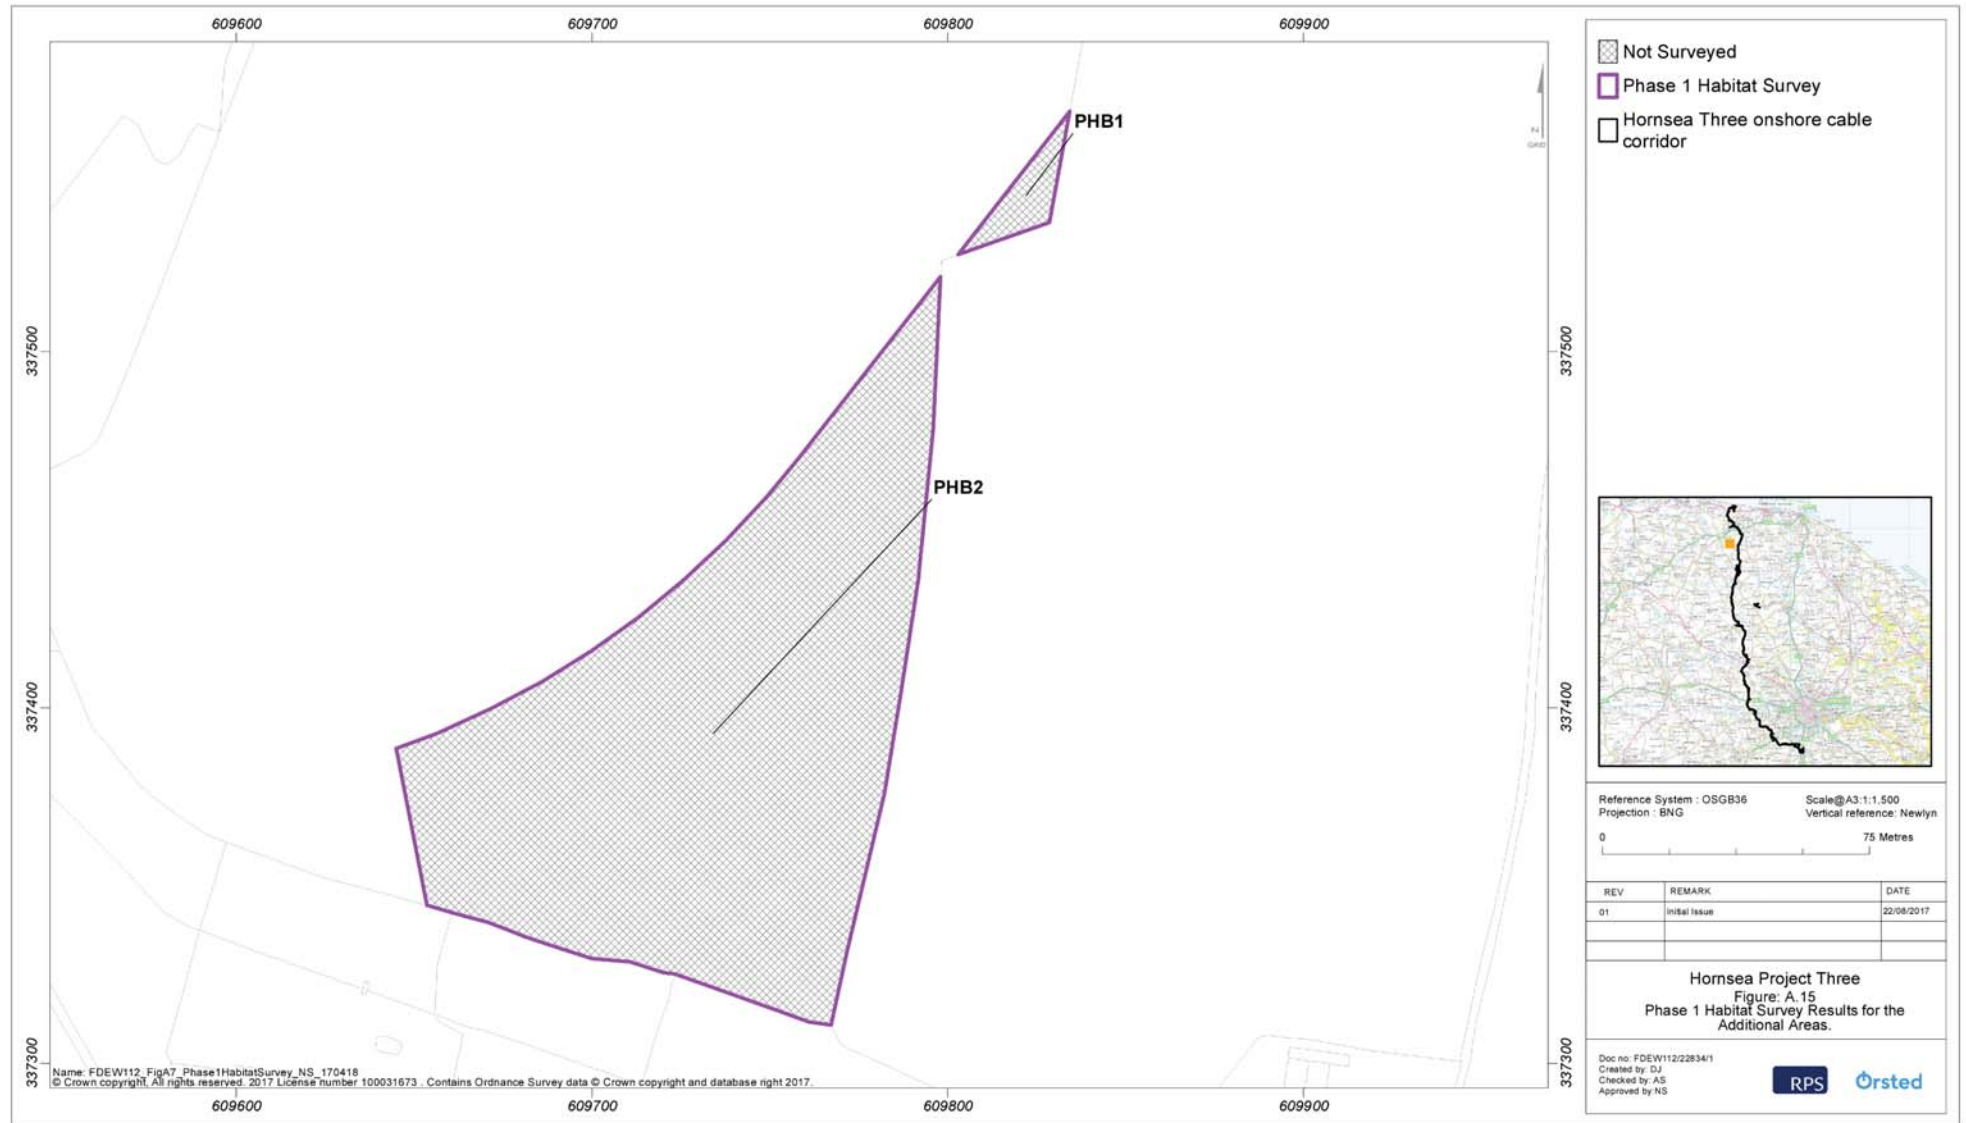 609600
609700
609800
609900
337500
337500
337400
337400
337300
337300
PHB1
PHB2
N
GRID
Name: FDEW112_FigA7_Phase1HabitatSurvey_NS_170418
© Crown copyright, All rights reserved. 2017 License number 100031673 . Contains Ordnance Survey data © Crown copyright and database right 2017.
609600
609700
609800
609900
Not Surveyed
Phase 1 Habitat Survey
Hornsea Three onshore cable
corridor
Reference System : OSGB36
Scale@A3:1:1,500
Projection : BNG
Vertical reference: Newlyn
0
75 Metres
REV
REMARK
DATE
01
Initial Issue
22/08/2017
Hornsea Project Three
Figure: A.15
Phase 1 Habitat Survey Results for the
Additional Areas.
Doc no: FDEW112/22834/1
Created by: DJ
Checked by: AS
Approved by:NS
RPS
Orsted